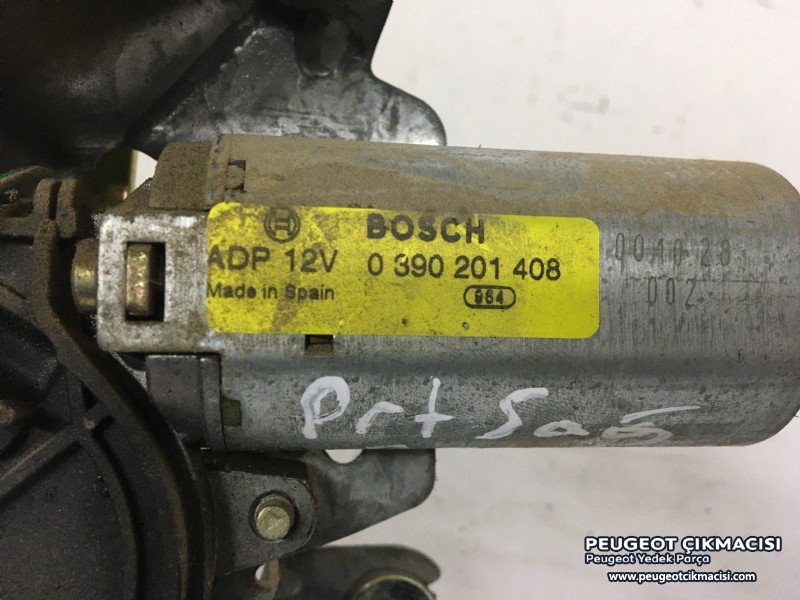 BOSCH
ADP 12V 0 390 201 408
Made in Spain 964
001028
002
Prt Sağ
PEUGEOT ÇIKMACISI
Peugeot Yedek Parça
www.peugeotcikmacisi.com